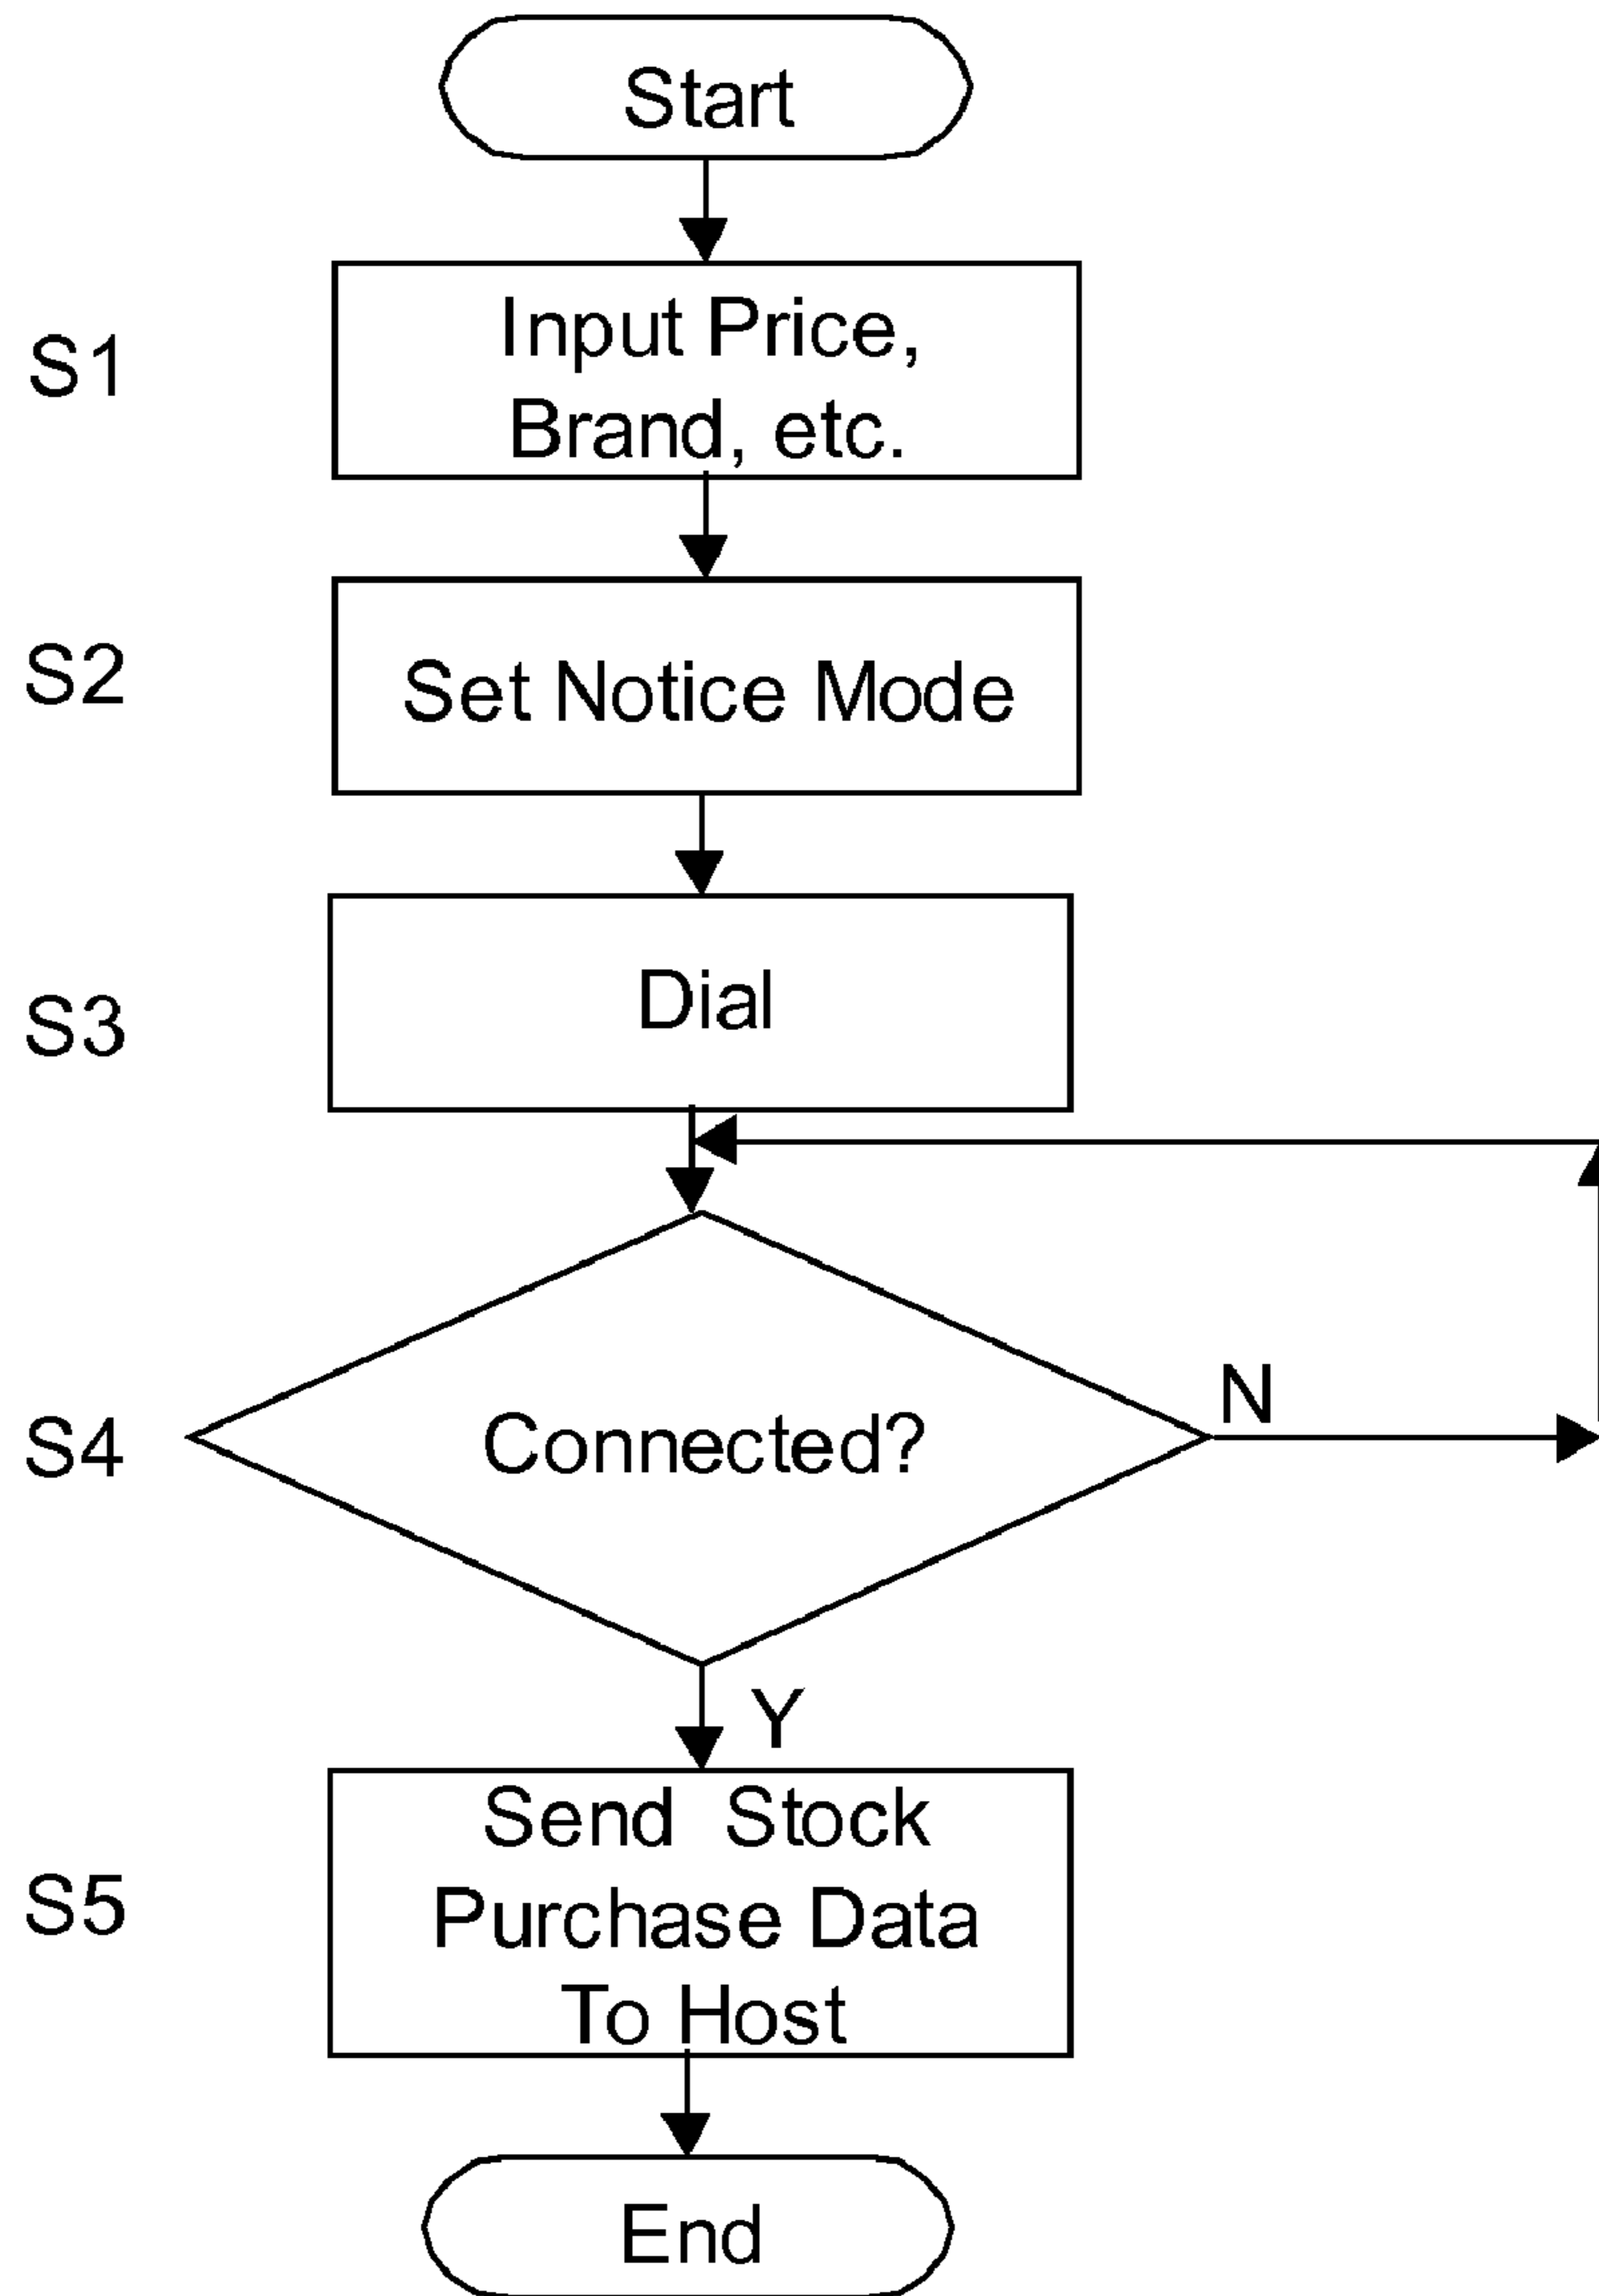 Start
S1
Input Price,
Brand, etc.
S2
Set Notice Mode
S3
Dial
S4
Connected?
N
Y
S5
Send Stock
Purchase Data
To Host
End